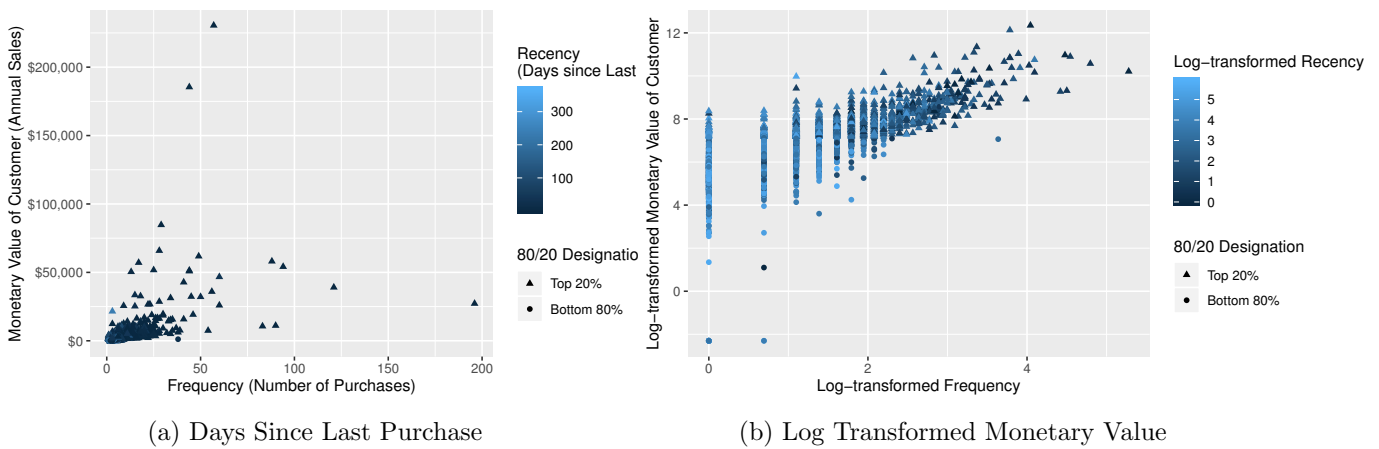 Monetary Value of Customer (Annual Sales)
$200,000
$150,000
$100,000
$50,000
$0
0
50
100
150
200
Frequency (Number of Purchases)
Recency
(Days since Last
300
200
100
80/20 Designatio
Top 20%
Bottom 80%
(a) Days Since Last Purchase
Log−transformed Monetary Value of Customer
12
8
4
0
0
2
4
Log−transformed Frequency
Log−transformed Recency
5
4
3
2
1
0
80/20 Designation
Top 20%
Bottom 80%
(b) Log Transformed Monetary Value